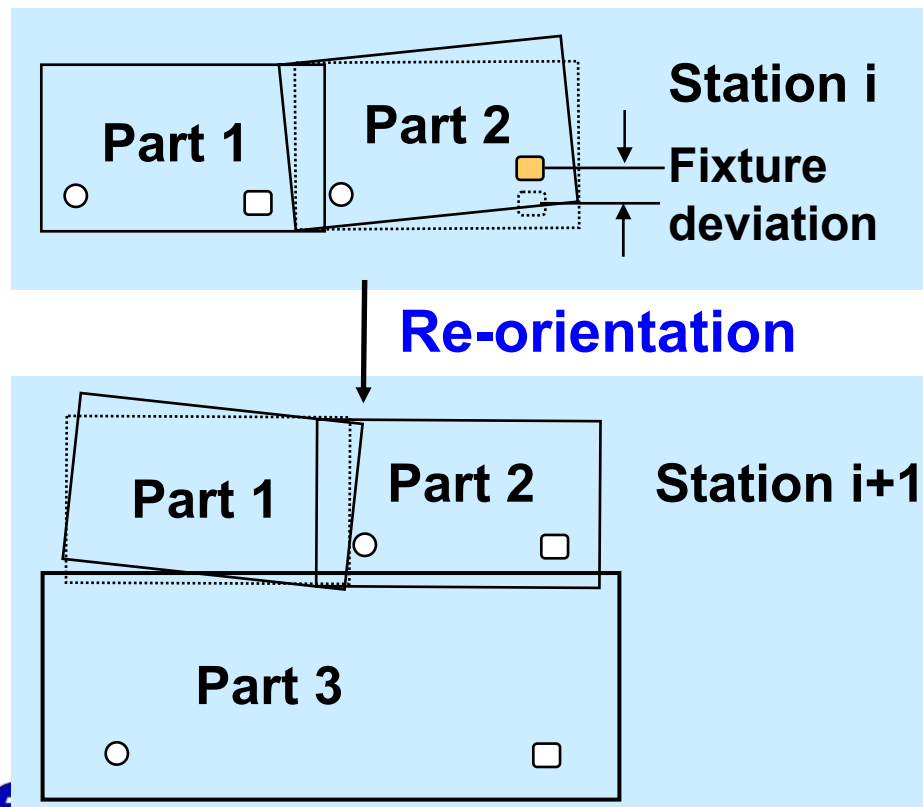 Station i
Part 1
Part 2
Fixture
deviation
Re-orientation
Part 1
Part 2
Station i+1
Part 3